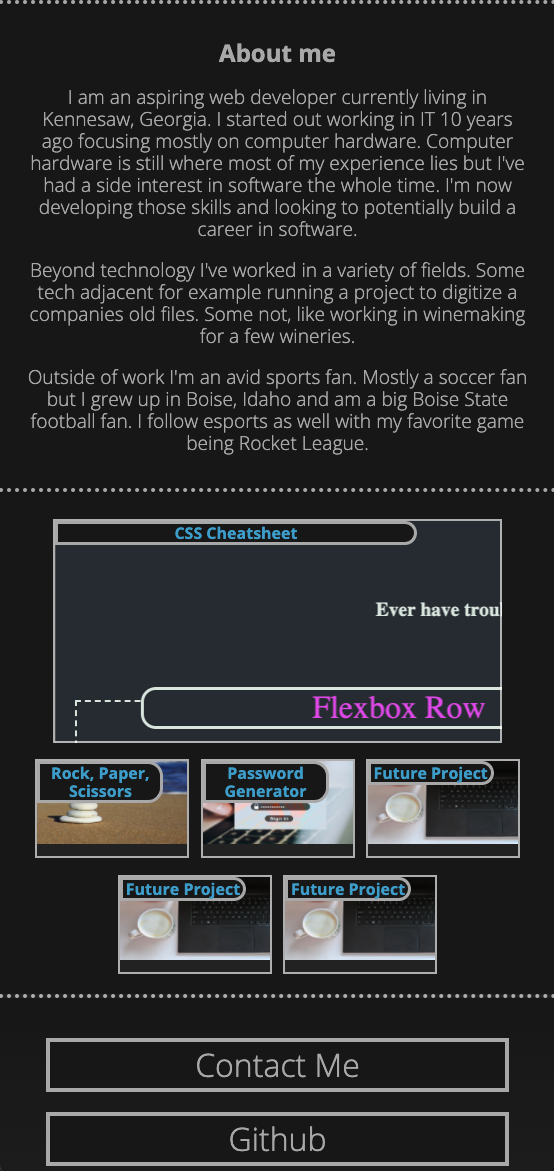 About me
I am an aspiring web developer currently living in
Kennesaw, Georgia. I started out working in IT 10 years
ago focusing mostly on computer hardware. Computer
hardware is still where most of my experience lies but I've
had a side interest in software the whole time. I'm now
developing those skills and looking to potentially build a
career in software.
Beyond technology I've worked in a variety of fields. Some
tech adjacent for example running a project to digitize a
companies old files. Some not, like working in winemaking
for a few wineries.
Outside of work I'm an avid sports fan. Mostly a soccer fan
but I grew up in Boise, Idaho and am a big Boise State
football fan. I follow esports as well with my favorite game
being Rocket League.
CSS Cheatsheet
Ever have trou
Flexbox Row
Rock, Paper,
Scissors
Password
Generator
Sign in
Future Project
Future Project
Future Project
Contact Me
Github